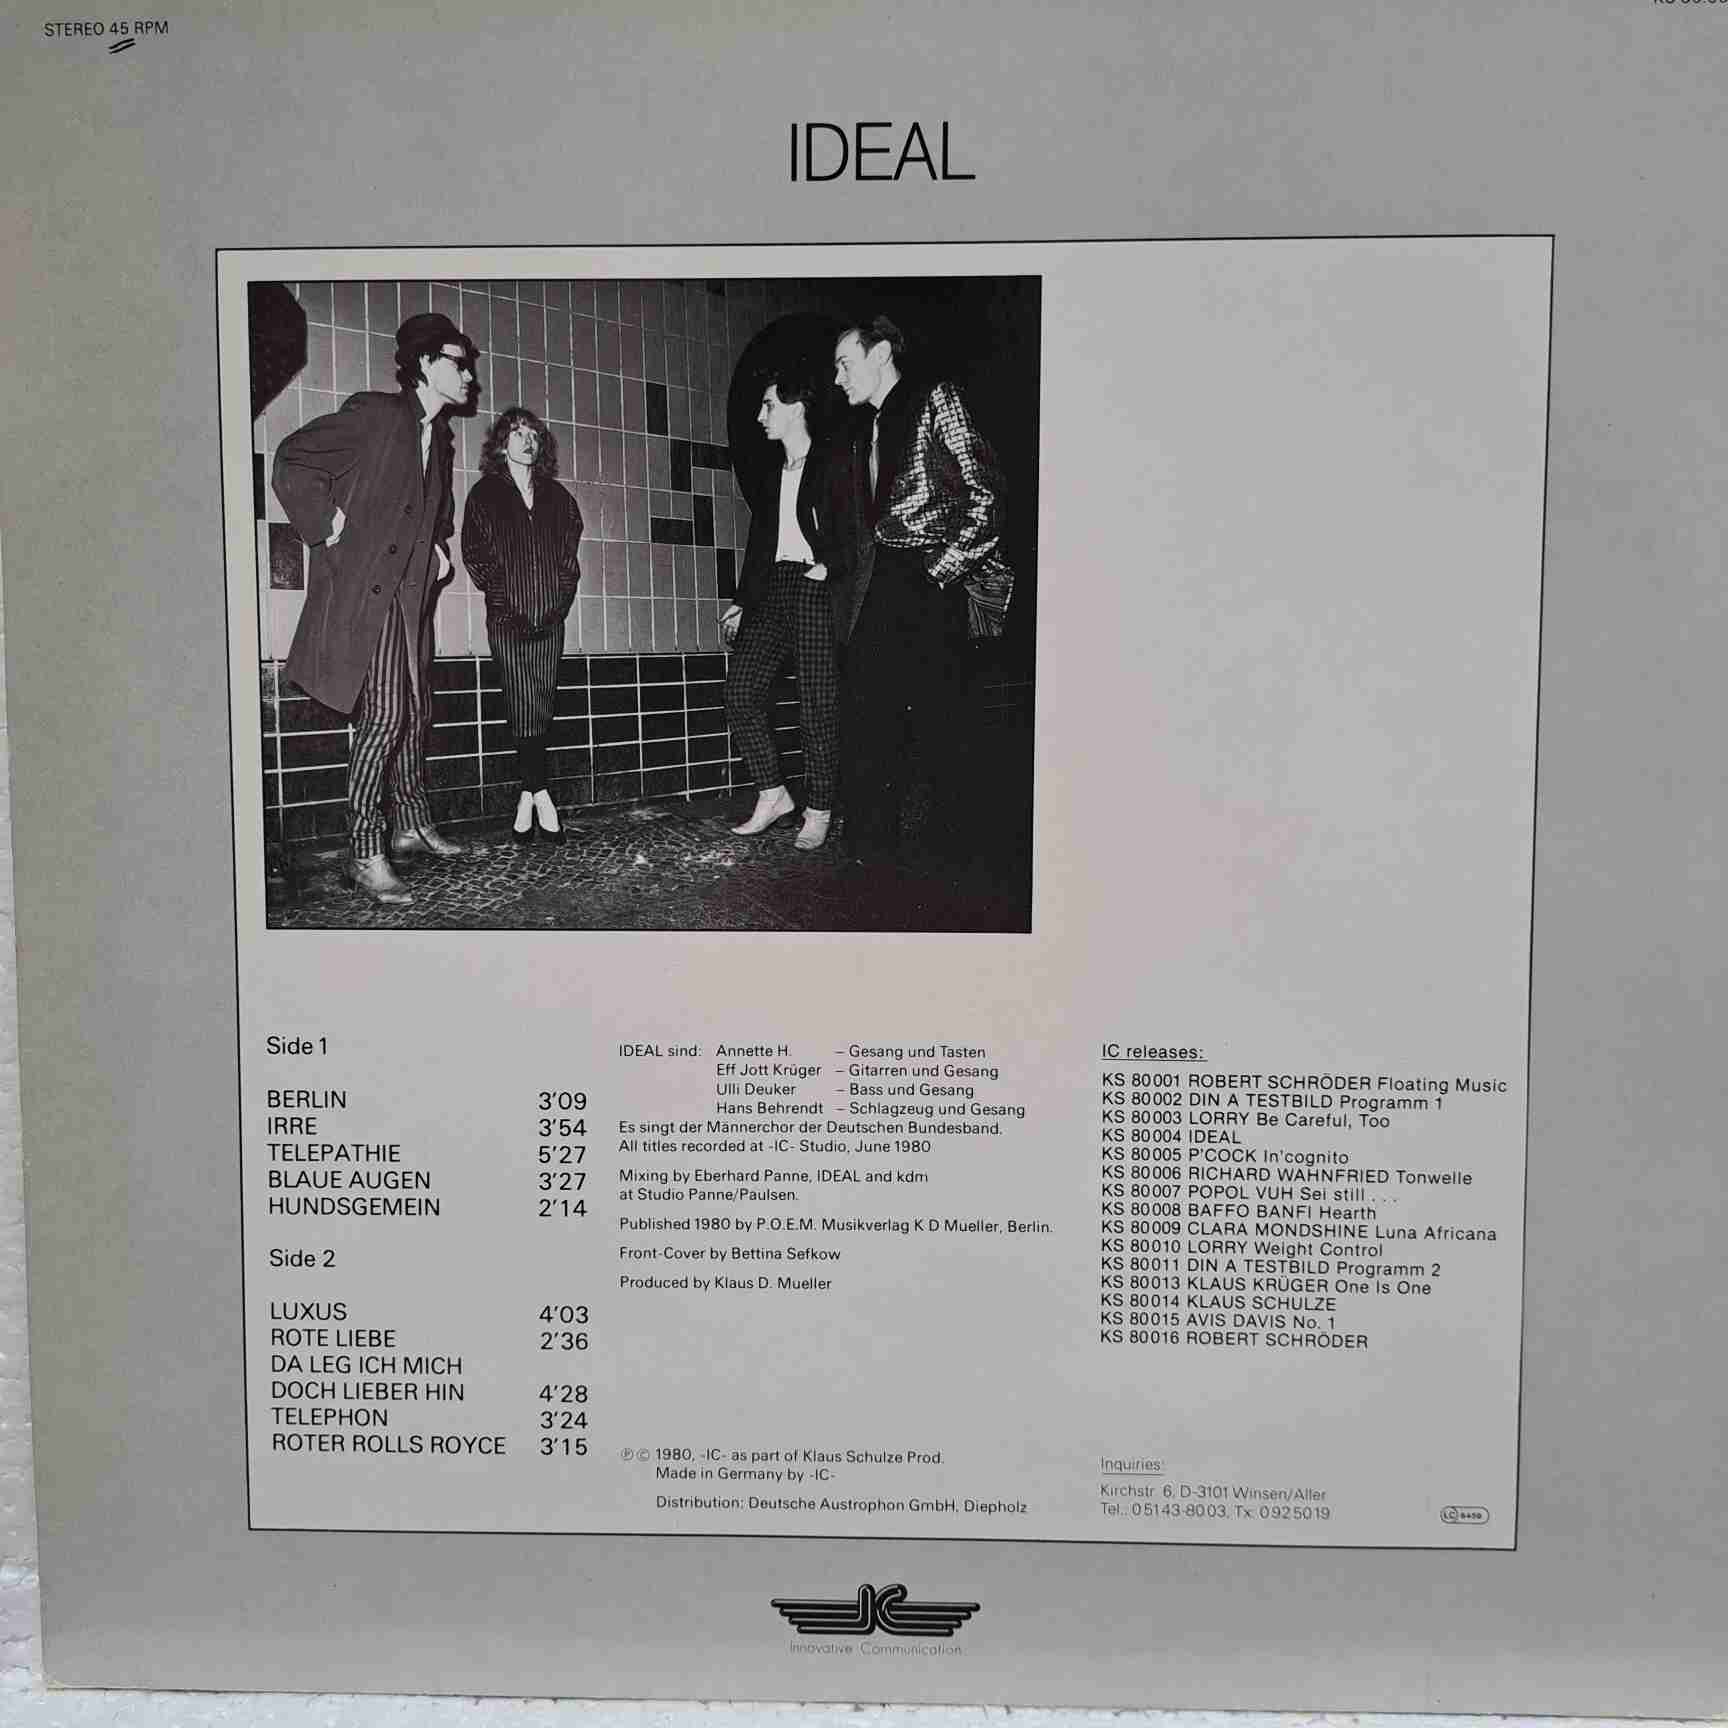 STEREO 45 RPM
IDEAL
Side 1
BERLIN 3'09
IRRE 3'54
TELEPATHIE 5'27
BLAUE AUGEN 3'27
HUNDSGEMEIN 2'14
Side 2
LUXUS 4'03
ROTE LIEBE 2'36
DA LEG ICH MICH
DOCH LIEBER HIN 4'28
TELEPHON 3'24
ROTER ROLLS ROYCE 3'15
IDEAL sind: Annette H. – Gesang und Tasten
Eff Jott Krüger – Gitarren und Gesang
Ulli Deuker – Bass und Gesang
Hans Behrendt – Schlagzeug und Gesang
Es singt der Männerchor der Deutschen Bundesband.
All titles recorded at -IC- Studio, June 1980
Mixing by Eberhard Panne, IDEAL and kdm
at Studio Panne/Paulsen.
Published 1980 by P.O.E.M. Musikverlag K D Mueller, Berlin.
Front-Cover by Bettina Sefkow
Produced by Klaus D. Mueller
℗ © 1980, -IC- as part of Klaus Schulze Prod.
Made in Germany by -IC-
Distribution: Deutsche Austrophon GmbH, Diepholz
IC releases:
KS 80001 ROBERT SCHRÖDER Floating Music
KS 80002 DIN A TESTBILD Programm 1
KS 80003 LORRY Be Careful, Too
KS 80004 IDEAL
KS 80005 P'COCK In'cognito
KS 80006 RICHARD WAHNFRIED Tonwelle
KS 80007 POPOL VUH Sei still . . .
KS 80008 BAFFO BANFI Hearth
KS 80009 CLARA MONDSHINE Luna Africana
KS 80010 LORRY Weight Control
KS 80011 DIN A TESTBILD Programm 2
KS 80013 KLAUS KRÜGER One Is One
KS 80014 KLAUS SCHULZE
KS 80015 AVIS DAVIS No. 1
KS 80016 ROBERT SCHRÖDER
Inquiries:
Kirchstr. 6, D-3101 Winsen/Aller
Tel.: 05143-8003, Tx: 0925019
LC
IC
Innovative Communication